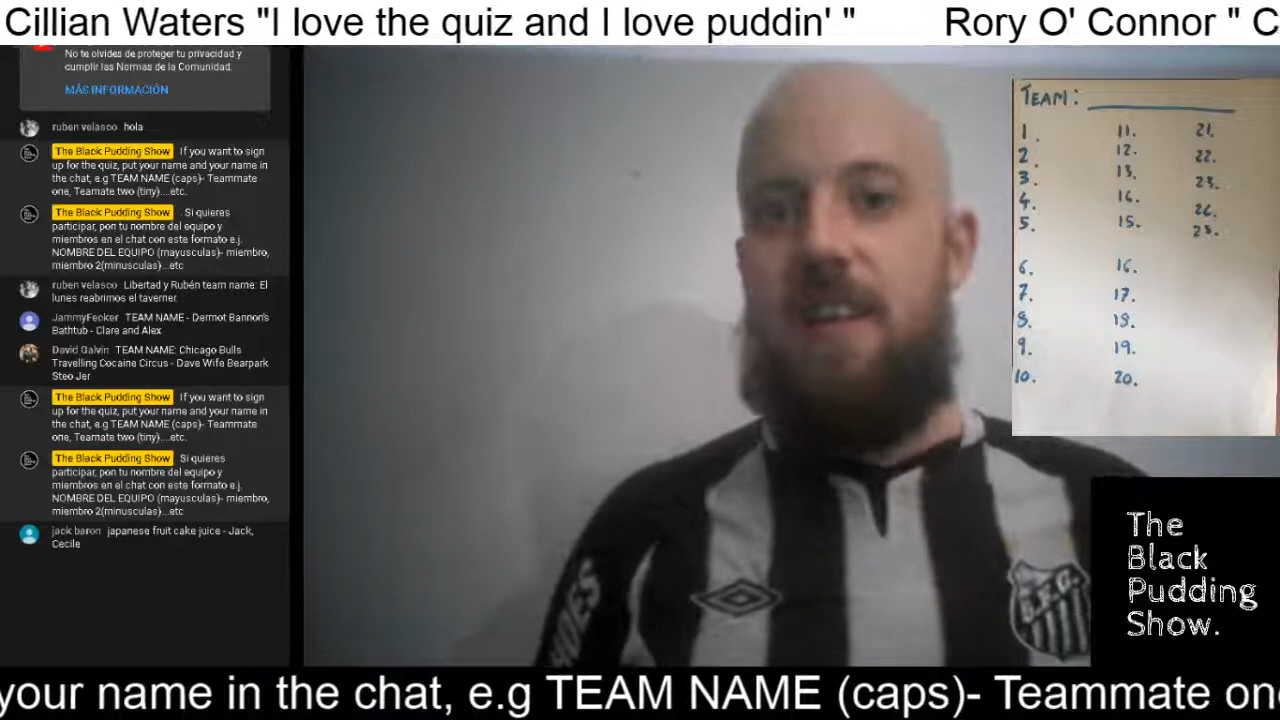 Cillian Waters "I love the quiz and I love puddin' " Rory O' Connor " C
No te olvides de proteger tu privacidad y
cumplir las Normas de la Comunidad.
MÁS INFORMACIÓN
ruben velasco hola
The Black Pudding Show If you want to sign
up for the quiz, put your name and your name in
the chat, e.g TEAM NAME (caps)- Teammate
one, Teamate two (tiny)....etc.
The Black Pudding Show . Si quieres
participar, pon tu nombre del equipo y
miembros en el chat con este formato e.j.
NOMBRE DEL EQUIPO (mayusculas)- miembro,
miembro 2(minusculas)...etc
ruben velasco Libertad y Rubén team name: El
lunes reabrimos el taverner
JammyFecker TEAM NAME - Dermot Bannon's
Bathtub - Clare and Alex
David Galvin TEAM NAME: Chicago Bulls
Travelling Cocaine Circus - Dave Wife Bearpark
Steo Jer
The Black Pudding Show If you want to sign
up for the quiz, put your name and your name in
the chat, e.g TEAM NAME (caps)- Teammate
one, Teamate two (tiny)....etc.
The Black Pudding Show Si quieres
participar, pon tu nombre del equipo y
miembros en el chat con este formato e.j.
NOMBRE DEL EQUIPO (mayusculas)- miembro,
miembro 2(minusculas)...etc
jack baron japanese fruit cake juice - Jack,
Cecile
TEAM:
1. 11. 21.
2. 12. 22.
3. 13. 23.
4. 14. 24.
5. 15. 25.
6. 16.
7. 17.
8. 18.
9. 19.
10. 20.
The
Black
Pudding
Show.
your name in the chat, e.g TEAM NAME (caps)- Teammate on